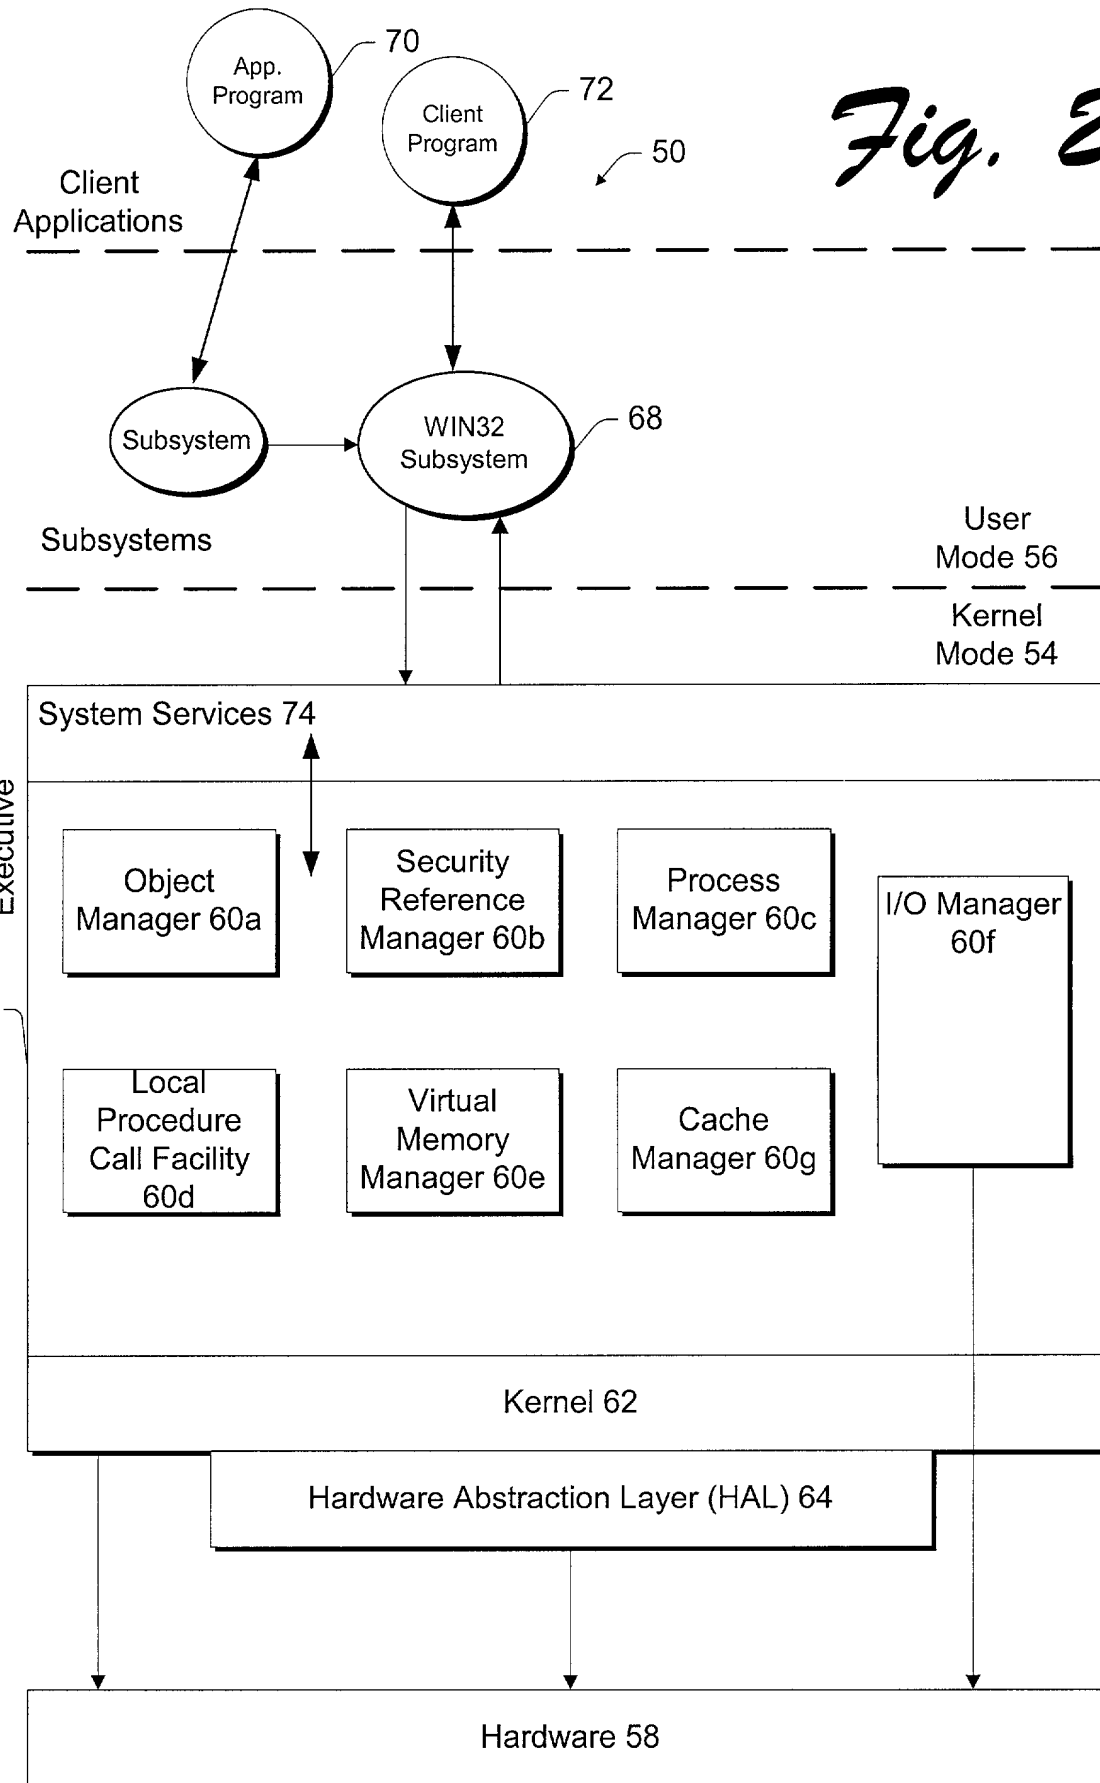 70
App.
Program
72
Client
Program
Fig.
50
Client
Applications
Subsystem
WIN32
Subsystem
68
Subsystems
User
Mode 56
Kernel
Mode 54
System Services 74
Executive
Object
Manager 60a
Security
Reference
Manager 60b
Process
Manager 60c
I/O Manager
60f
Local
Procedure
Call Facility
60d
Virtual
Memory
Manager 60e
Cache
Manager 60g
Kernel 62
Hardware Abstraction Layer (HAL) 64
Hardware 58